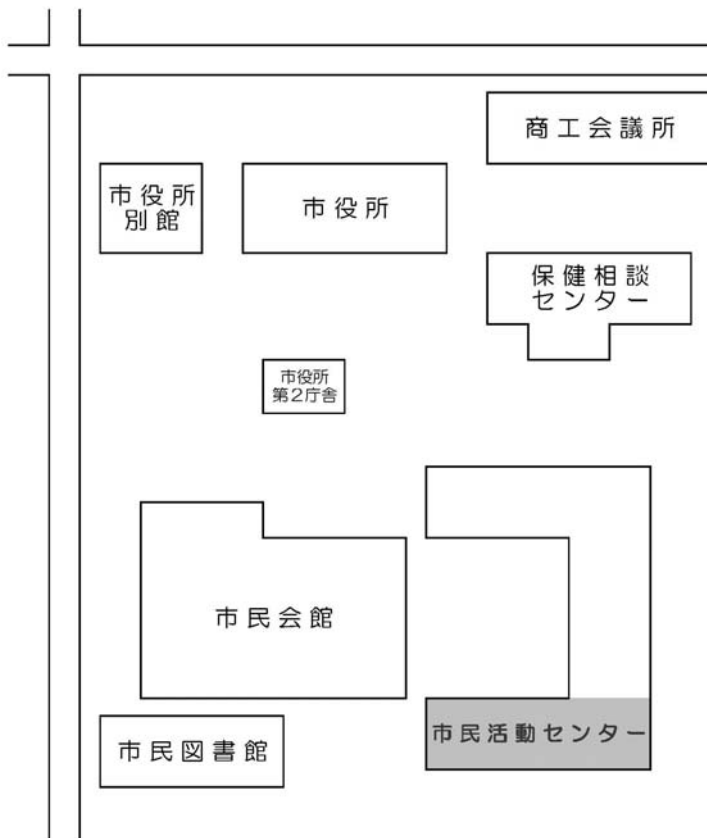 商工会議所
市役所
別館
市役所
保健相談
センター
市役所
第2庁舎
市民会館
市民図書館
市民活動センター